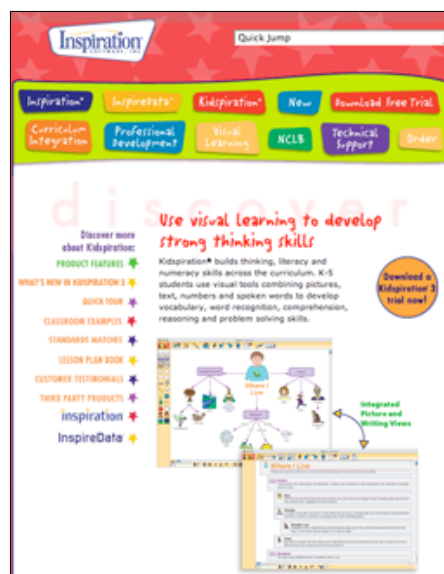 Inspiration
SOFTWARE, INC.
Quick Jump
Inspiration®
InspireData™
Kidspiration®
New
Download Free Trial
Curriculum
Integration
Professional
Development
Visual
Learning
NCLB
Technical
Support
Order
discover
Use visual learning to develop
strong thinking skills
Discover more
about Kidspiration:
PRODUCT FEATURES
WHAT'S NEW IN KIDSPIRATION 3
QUICK TOUR
CLASSROOM EXAMPLES
STANDARDS MATCHES
LESSON PLAN BOOK
CUSTOMER TESTIMONIALS
THIRD PARTY PRODUCTS
inspiration
InspireData
Kidspiration® builds thinking, literacy and
numeracy skills across the curriculum. K-5
students use visual tools combining pictures,
text, numbers and spoken words to develop
vocabulary, word recognition, comprehension,
reasoning and problem solving skills.
Download a
Kidspiration 3
trial now!
Where I
Live
Integrated
Picture and
Writing Views
Where I Live